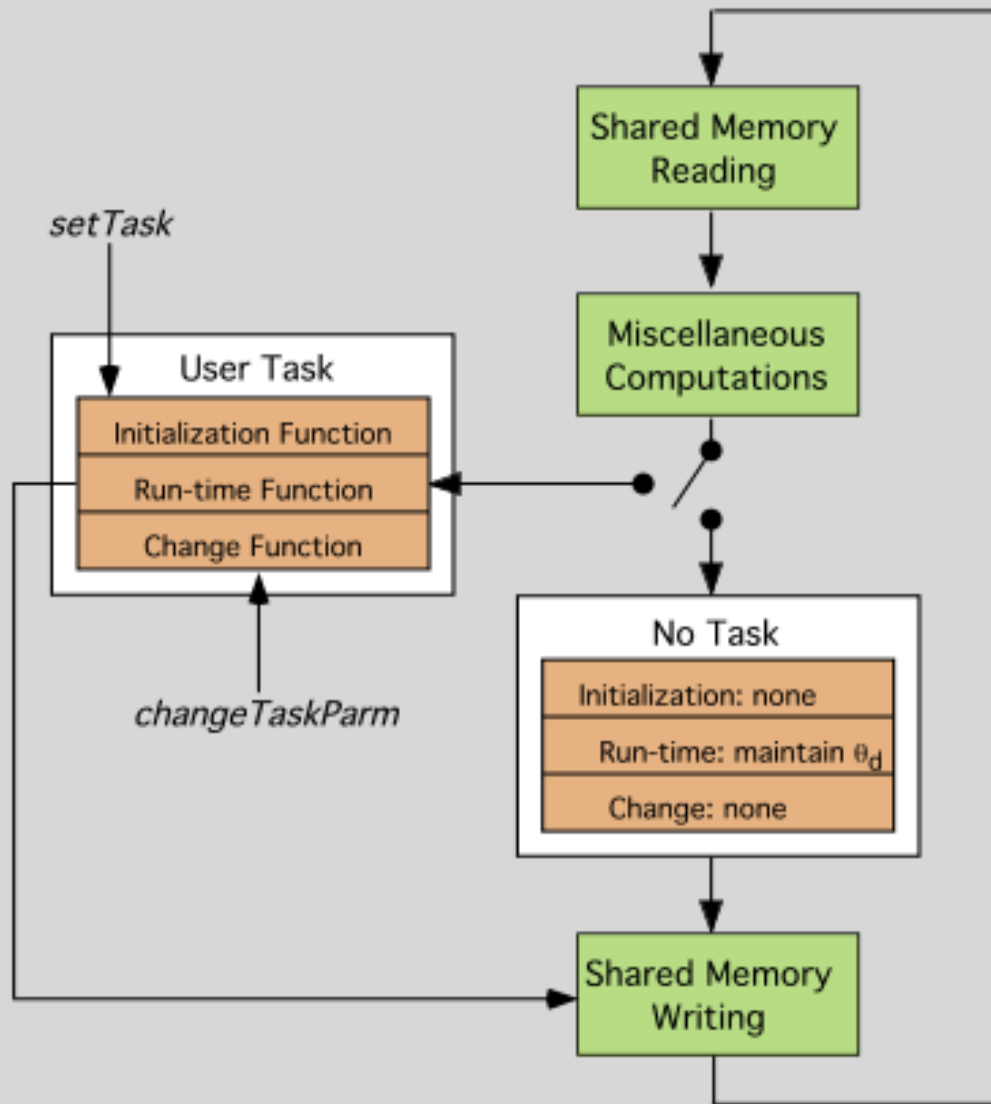 Shared Memory
Reading
setTask
Miscellaneous
Computations
User Task
Initialization Function
Run-time Function
Change Function
changeTaskParm
No Task
Initialization: none
Run-time: maintain θd
Change: none
Shared Memory
Writing